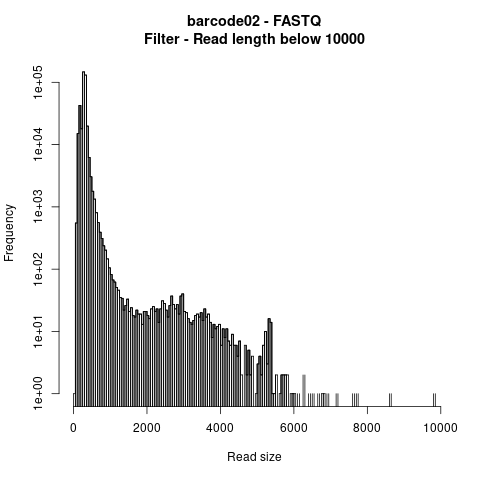 barcode02 - FASTQ
Filter - Read length below 10000
Frequency
1e+05
1e+04
1e+03
1e+02
1e+01
1e+00
0 2000 4000 6000 8000 10000
Read size